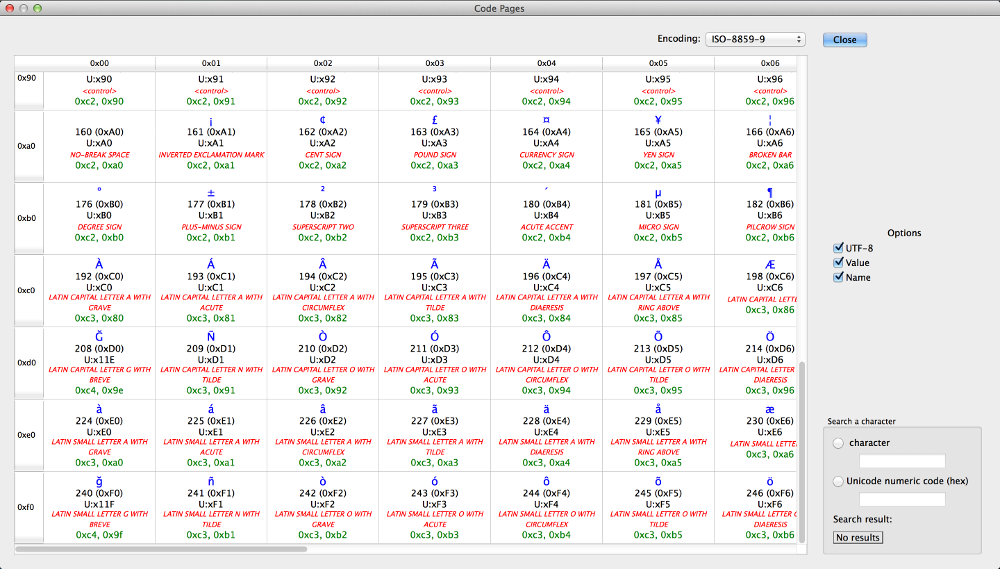 Code Pages
Encoding: ISO-8859-9 Close
0x00 0x01 0x02 0x03 0x04 0x05 0x06
0x90 U:x90 U:x91 U:x92 U:x93 U:x94 U:x95 U:x96
<control> <control> <control> <control> <control> <control> <control>
0xc2, 0x90 0xc2, 0x91 0xc2, 0x92 0xc2, 0x93 0xc2, 0x94 0xc2, 0x95 0xc2, 0x96
¡ ¢ £ ¤ ¥ ¦
0xa0 160 (0xA0) 161 (0xA1) 162 (0xA2) 163 (0xA3) 164 (0xA4) 165 (0xA5) 166 (0xA6)
U:xA0 U:xA1 U:xA2 U:xA3 U:xA4 U:xA5 U:xA6
NO-BREAK SPACE INVERTED EXCLAMATION MARK CENT SIGN POUND SIGN CURRENCY SIGN YEN SIGN BROKEN BAR
0xc2, 0xa0 0xc2, 0xa1 0xc2, 0xa2 0xc2, 0xa3 0xc2, 0xa4 0xc2, 0xa5 0xc2, 0xa6
° ± ² ³ ´ µ ¶
0xb0 176 (0xB0) 177 (0xB1) 178 (0xB2) 179 (0xB3) 180 (0xB4) 181 (0xB5) 182 (0xB6)
U:xB0 U:xB1 U:xB2 U:xB3 U:xB4 U:xB5 U:xB6
DEGREE SIGN PLUS-MINUS SIGN SUPERSCRIPT TWO SUPERSCRIPT THREE ACUTE ACCENT MICRO SIGN PILCROW SIGN
0xc2, 0xb0 0xc2, 0xb1 0xc2, 0xb2 0xc2, 0xb3 0xc2, 0xb4 0xc2, 0xb5 0xc2, 0xb6
À Á Â Ã Ä Å Æ
0xc0 192 (0xC0) 193 (0xC1) 194 (0xC2) 195 (0xC3) 196 (0xC4) 197 (0xC5) 198 (0xC6)
U:xC0 U:xC1 U:xC2 U:xC3 U:xC4 U:xC5 U:xC6
LATIN CAPITAL LETTER A WITH LATIN CAPITAL LETTER A WITH LATIN CAPITAL LETTER A WITH LATIN CAPITAL LETTER A WITH LATIN CAPITAL LETTER A WITH LATIN CAPITAL LETTER A WITH LATIN CAPITAL LETTE
GRAVE ACUTE CIRCUMFLEX TILDE DIAERESIS RING ABOVE
0xc3, 0x80 0xc3, 0x81 0xc3, 0x82 0xc3, 0x83 0xc3, 0x84 0xc3, 0x85 0xc3, 0x86
Ğ Ñ Ò Ó Ô Õ Ö
0xd0 208 (0xD0) 209 (0xD1) 210 (0xD2) 211 (0xD3) 212 (0xD4) 213 (0xD5) 214 (0xD6)
U:x11E U:xD1 U:xD2 U:xD3 U:xD4 U:xD5 U:xD6
LATIN CAPITAL LETTER G WITH LATIN CAPITAL LETTER N WITH LATIN CAPITAL LETTER O WITH LATIN CAPITAL LETTER O WITH LATIN CAPITAL LETTER O WITH LATIN CAPITAL LETTER O WITH LATIN CAPITAL LETTER
BREVE TILDE GRAVE ACUTE CIRCUMFLEX TILDE DIAERESIS
0xc4, 0x9e 0xc3, 0x91 0xc3, 0x92 0xc3, 0x93 0xc3, 0x94 0xc3, 0x95 0xc3, 0x96
à á â ã ä å æ
0xe0 224 (0xE0) 225 (0xE1) 226 (0xE2) 227 (0xE3) 228 (0xE4) 229 (0xE5) 230 (0xE6)
U:xE0 U:xE1 U:xE2 U:xE3 U:xE4 U:xE5 U:xE6
LATIN SMALL LETTER A WITH LATIN SMALL LETTER A WITH LATIN SMALL LETTER A WITH LATIN SMALL LETTER A WITH LATIN SMALL LETTER A WITH LATIN SMALL LETTER A WITH LATIN SMALL LETTE
GRAVE ACUTE CIRCUMFLEX TILDE DIAERESIS RING ABOVE
0xc3, 0xa0 0xc3, 0xa1 0xc3, 0xa2 0xc3, 0xa3 0xc3, 0xa4 0xc3, 0xa5 0xc3, 0xa6
ğ ñ ò ó ô õ ö
0xf0 240 (0xF0) 241 (0xF1) 242 (0xF2) 243 (0xF3) 244 (0xF4) 245 (0xF5) 246 (0xF6)
U:x11F U:xF1 U:xF2 U:xF3 U:xF4 U:xF5 U:xF6
LATIN SMALL LETTER G WITH LATIN SMALL LETTER N WITH LATIN SMALL LETTER O WITH LATIN SMALL LETTER O WITH LATIN SMALL LETTER O WITH LATIN SMALL LETTER O WITH LATIN SMALL LETTER
BREVE TILDE GRAVE ACUTE CIRCUMFLEX TILDE DIAERESIS
0xc4, 0x9f 0xc3, 0xb1 0xc3, 0xb2 0xc3, 0xb3 0xc3, 0xb4 0xc3, 0xb5 0xc3, 0xb6
Options
UTF-8
Value
Name
Search a character
character
Unicode numeric code (hex)
Search result:
No results